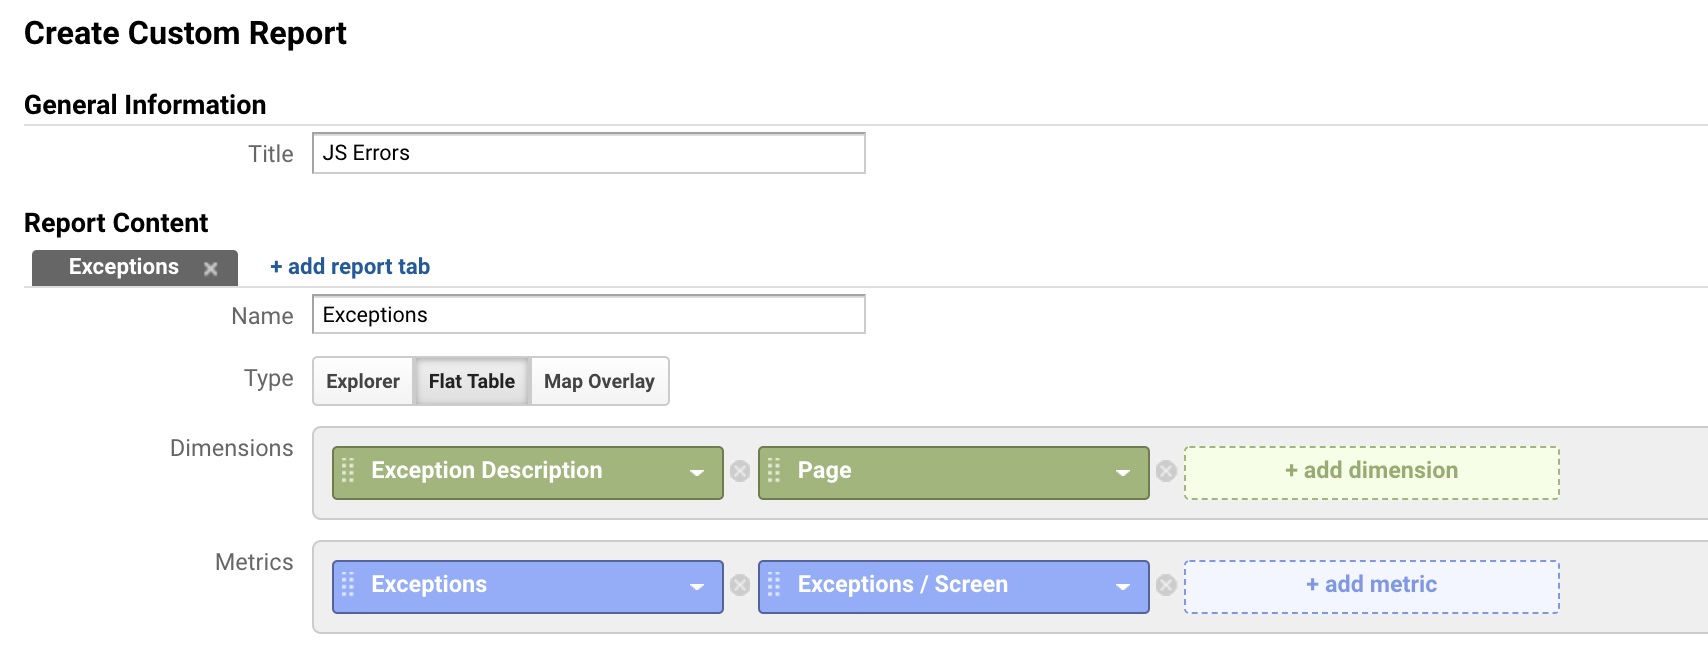 Create Custom Report
General Information
Title JS Errors
Report Content
Exceptions + add report tab
Name Exceptions
Type Explorer Flat Table Map Overlay
Dimensions Exception Description Page + add dimension
Metrics Exceptions Exceptions / Screen + add metric